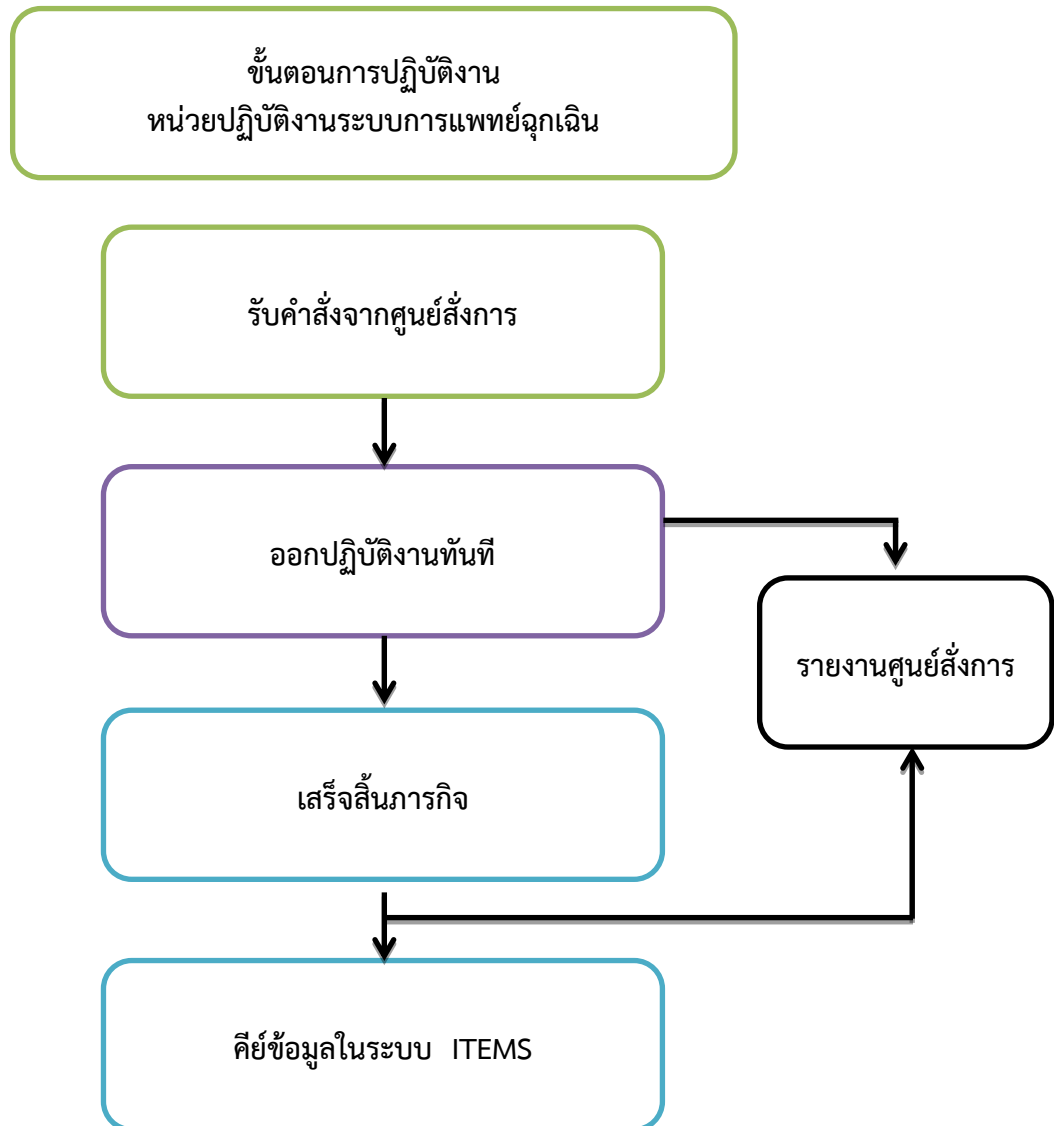 ขั้นตอนการปฏิบัติงาน
หน่วยปฏิบัติงานระบบการแพทย์ฉุกเฉิน
รับคำสั่งจากศูนย์สั่งการ
ออกปฏิบัติงานทันที
รายงานศูนย์สั่งการ
เสร็จสิ้นภารกิจ
คีย์ข้อมูลในระบบ ITEMS